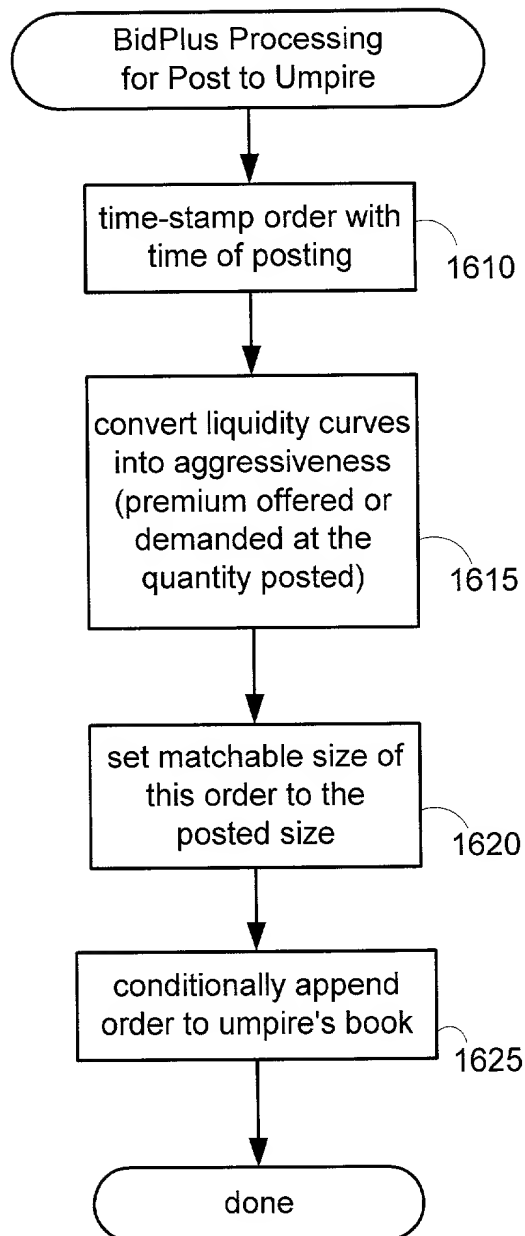 BidPlus Processing
for Post to Umpire
time-stamp order with
time of posting
1610
convert liquidity curves
into aggressiveness
(premium offered or
demanded at the
quantity posted)
1615
set matchable size of
this order to the
posted size
1620
conditionally append
order to umpire's book
1625
done